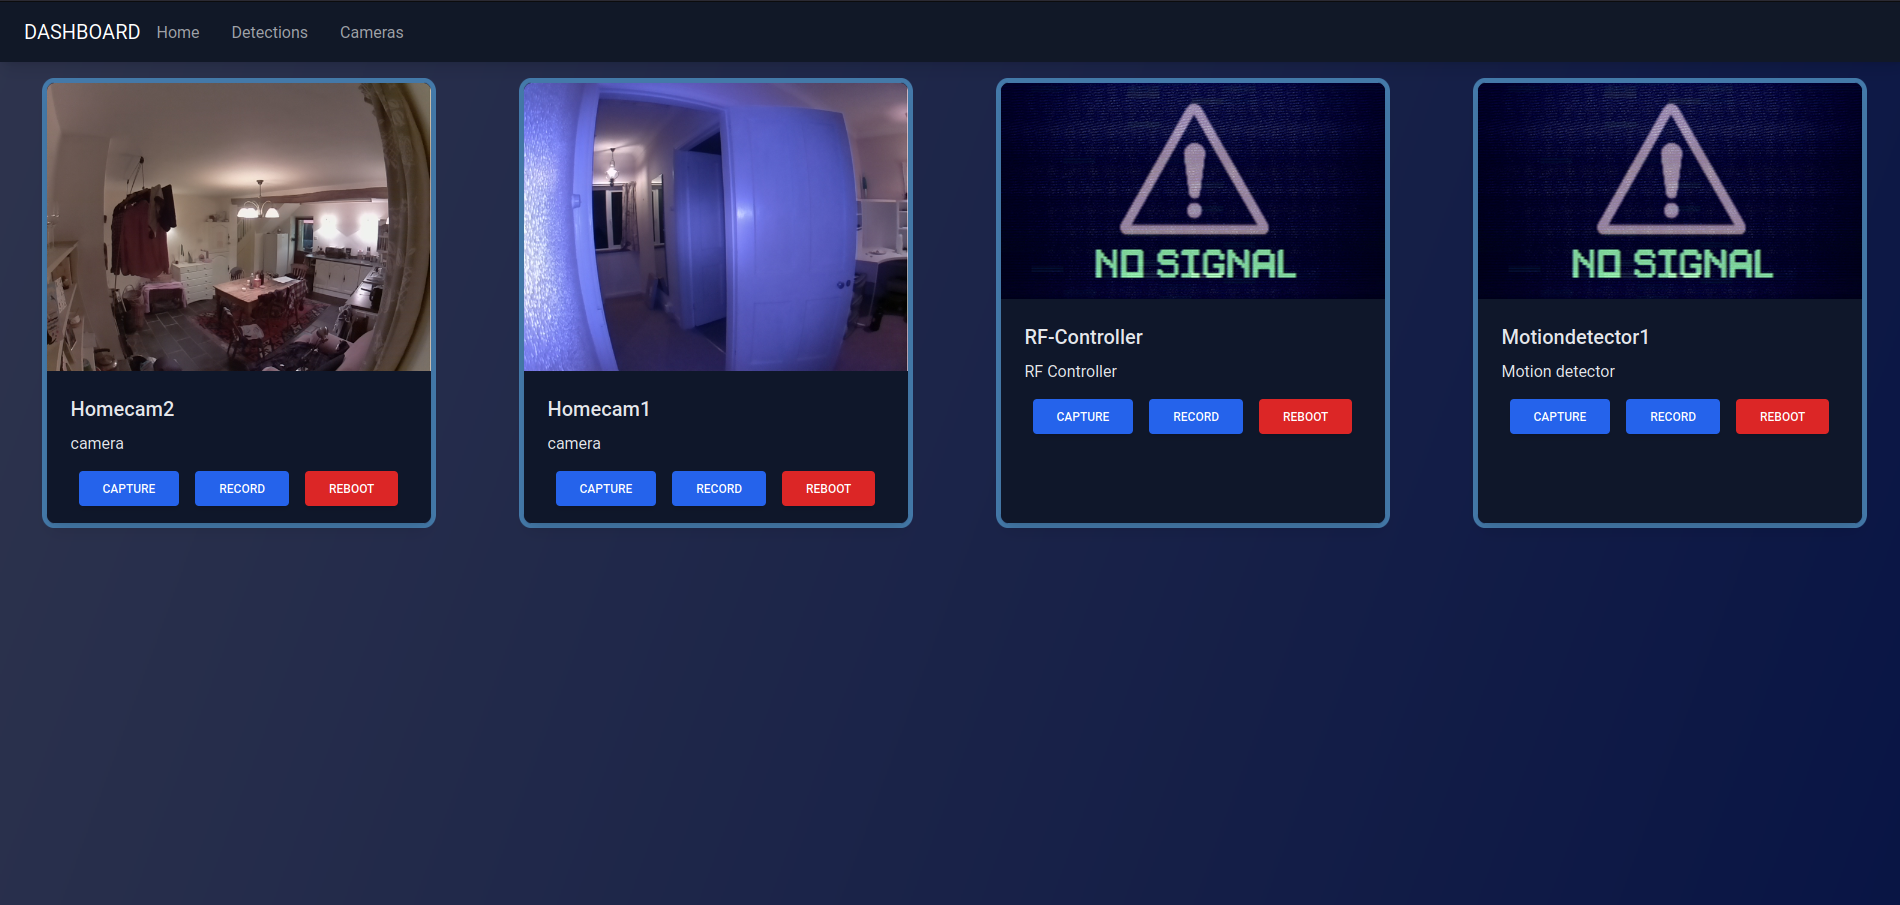 DASHBOARD Home Detections Cameras
Homecam2
camera
CAPTURE RECORD REBOOT
Homecam1
camera
CAPTURE RECORD REBOOT
NO SIGNAL
RF-Controller
RF Controller
CAPTURE RECORD REBOOT
NO SIGNAL
Motiondetector1
Motion detector
CAPTURE RECORD REBOOT